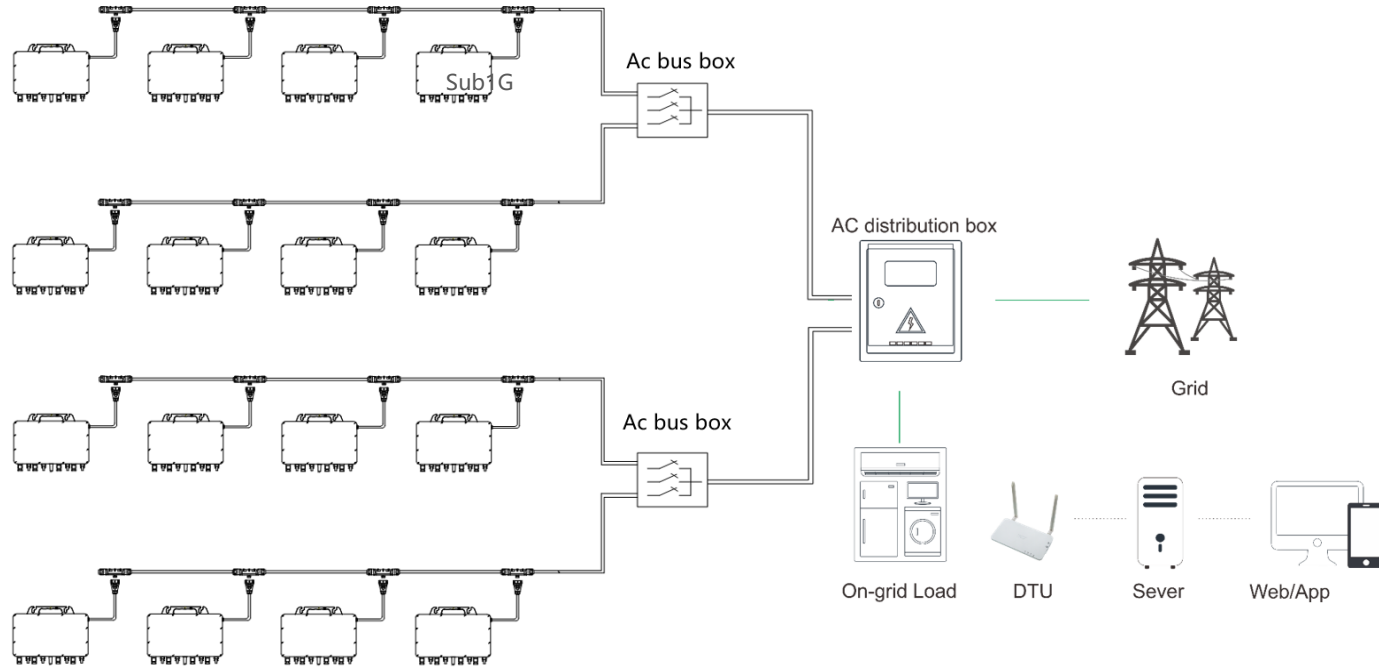 Sub1G
Ac bus box
AC distribution box
Grid
Ac bus box
On-grid Load
DTU
Sever
Web/App